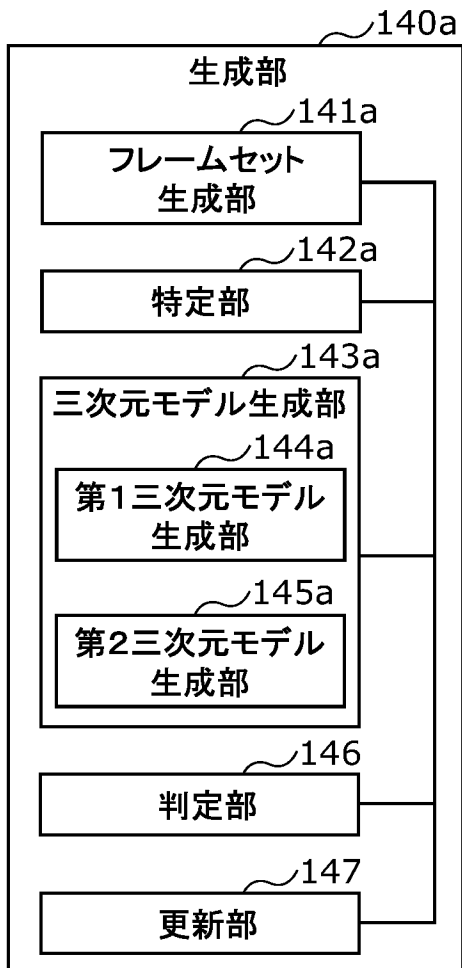 140a
生成部
141a
フレームセット
生成部
142a
特定部
143a
三次元モデル生成部
144a
第1三次元モデル
生成部
145a
第2三次元モデル
生成部
146
判定部
147
更新部